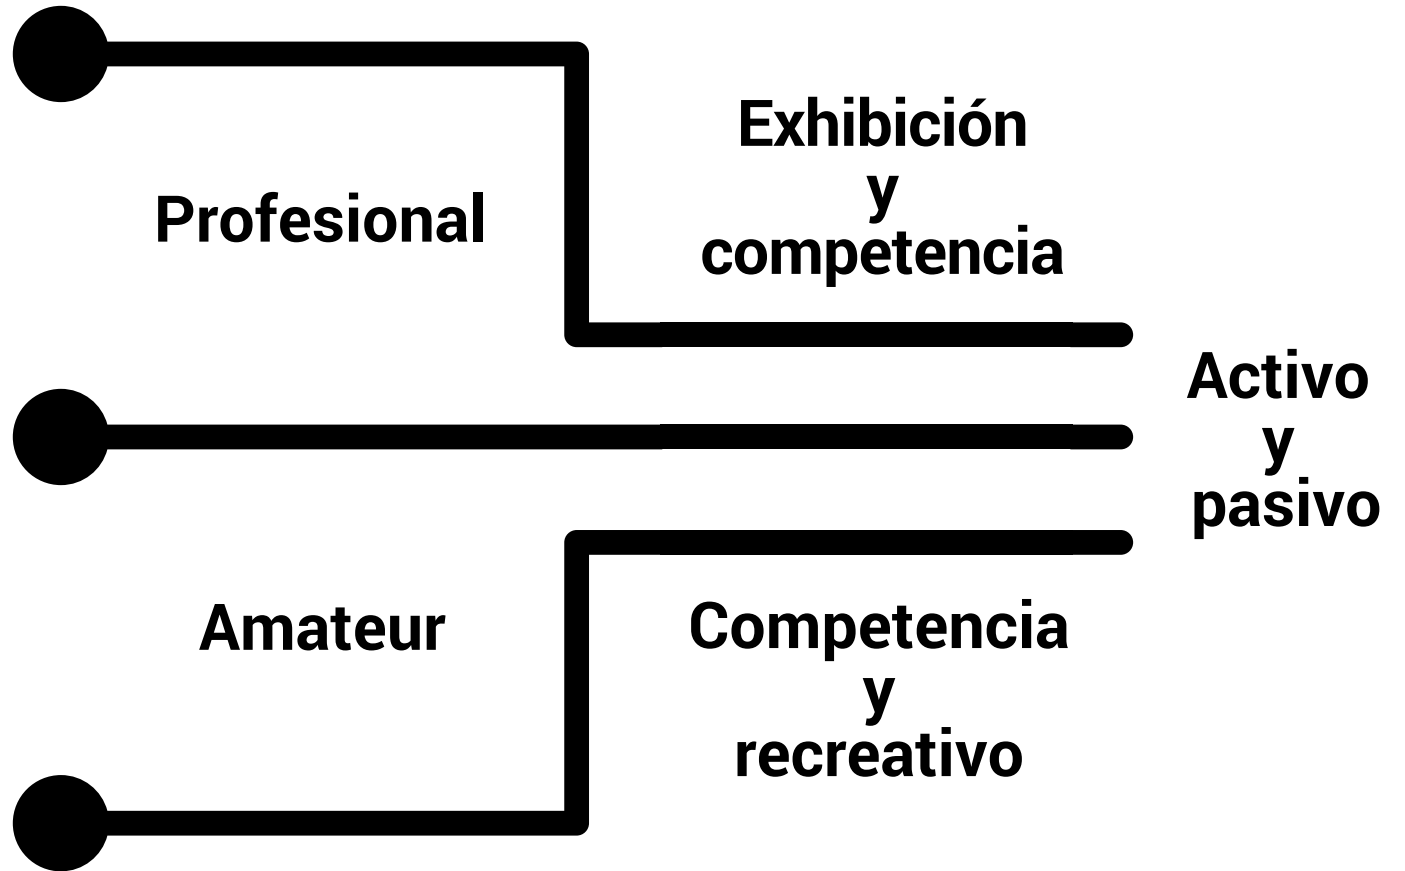 Profesional
Exhibición
y
competencia
Activo
y
pasivo
Amateur
Competencia
y
recreativo